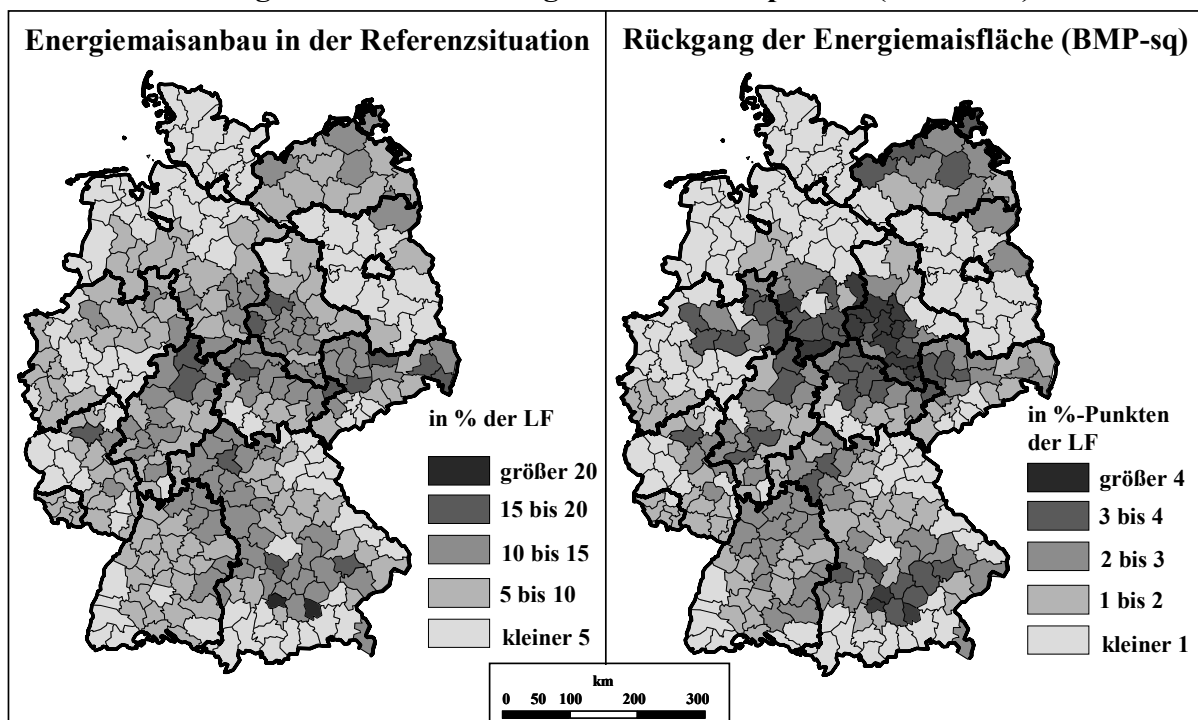 Energiemaisanbau in der Referenzsituation
in % der LF
größer 20
15 bis 20
10 bis 15
5 bis 10
kleiner 5
Rückgang der Energiemaisfläche (BMP-sq)
in %-Punkten
der LF
größer 4
3 bis 4
2 bis 3
1 bis 2
kleiner 1
km
0 50 100 200 300